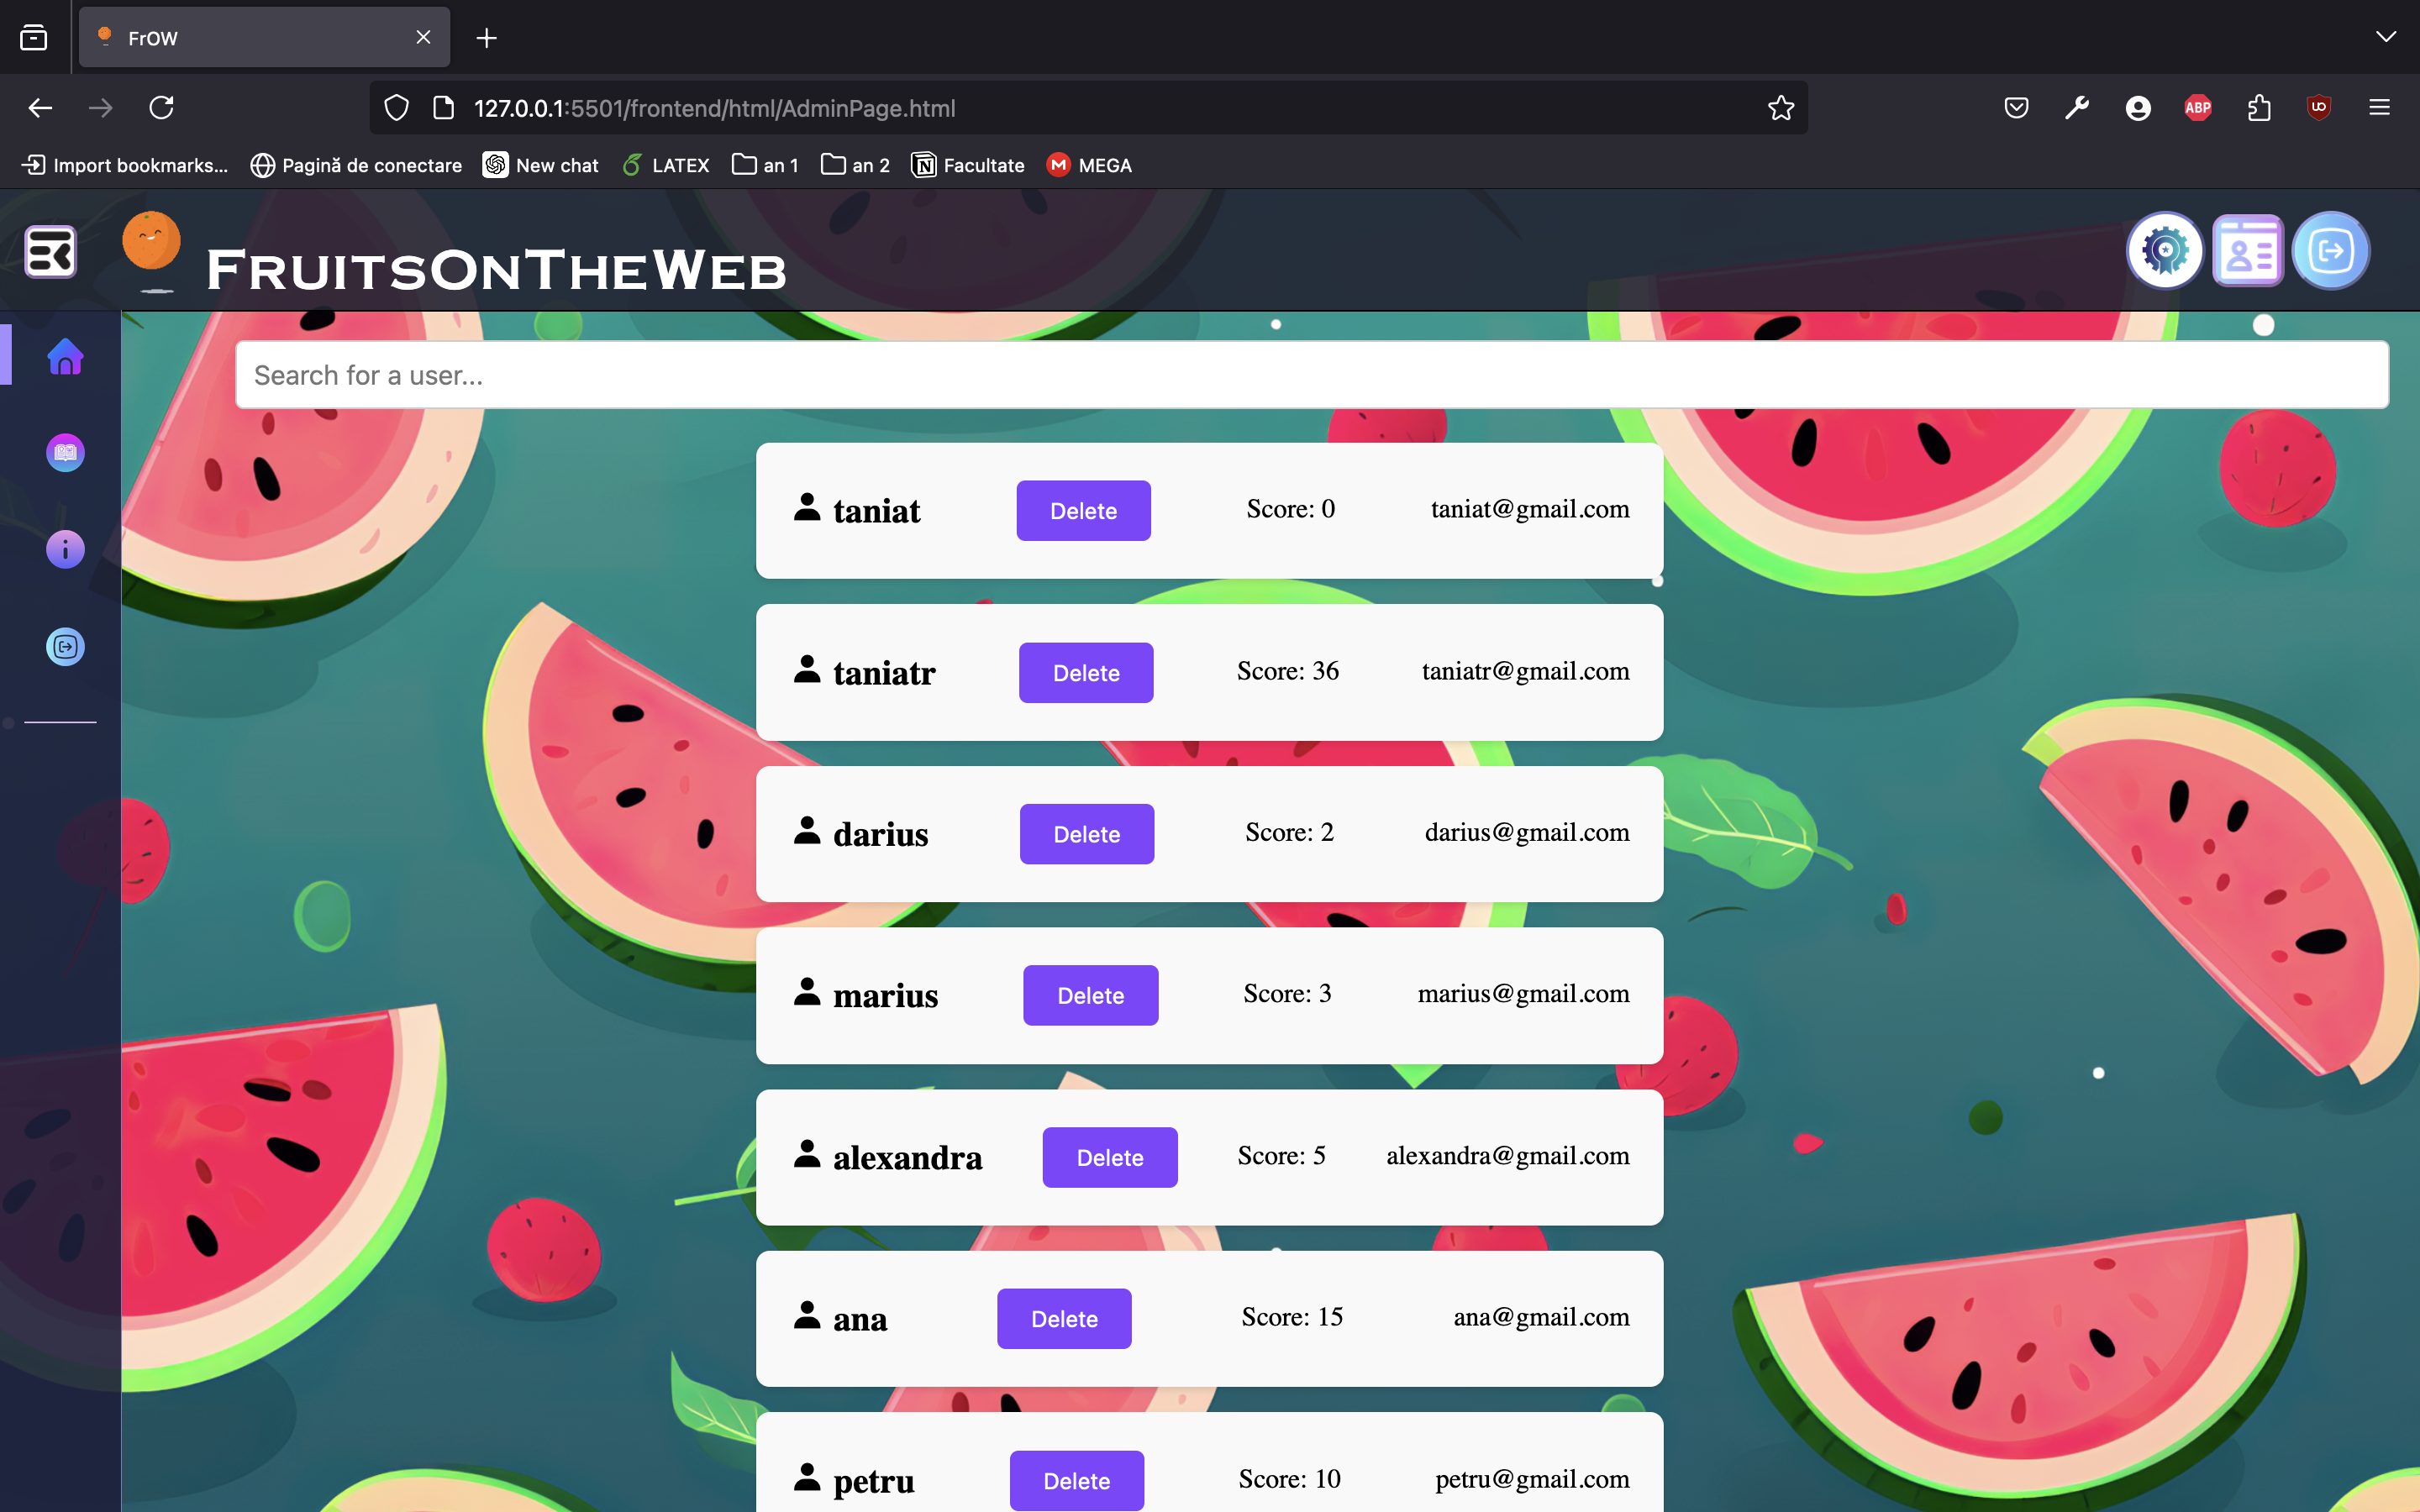 FrOW
127.0.0.1:5501/frontend/html/AdminPage.html
ABP
Import bookmarks... Pagină de conectare New chat LATEX an 1 an 2 Facultate MEGA
FruitsOnTheWeb
Search for a user...
taniat Delete Score: 0 taniat@gmail.com
taniatr Delete Score: 36 taniatr@gmail.com
darius Delete Score: 2 darius@gmail.com
marius Delete Score: 3 marius@gmail.com
alexandra Delete Score: 5 alexandra@gmail.com
ana Delete Score: 15 ana@gmail.com
petru Delete Score: 10 petru@gmail.com